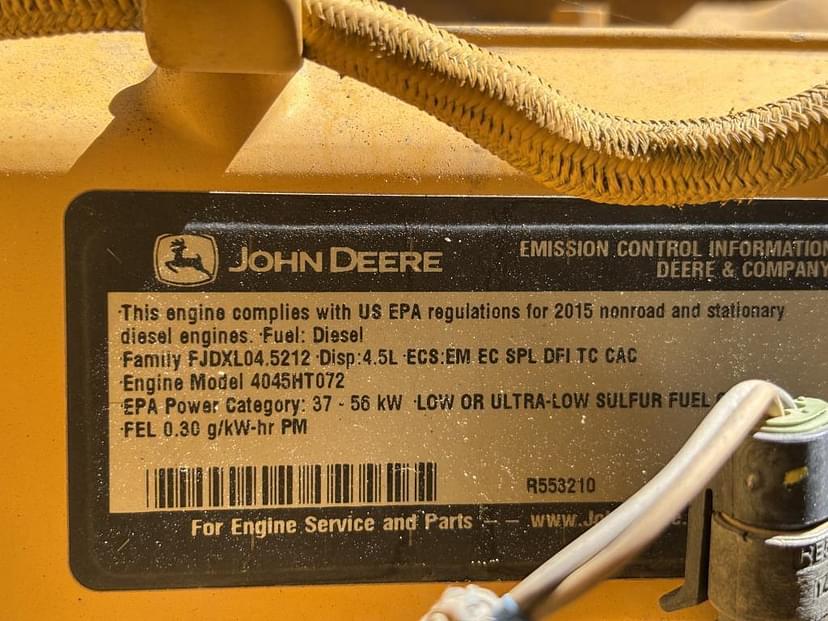 JOHN DEERE
EMISSION CONTROL INFORMATION
DEERE & COMPANY
·This engine complies with US EPA regulations for 2015 nonroad and stationary
diesel engines. ·Fuel: Diesel
·Family FJDXL04.5212 ·Disp:4.5L ·ECS:EM EC SPL DFI TC CAC
·Engine Model 4045HT072
·EPA Power Category: 37 - 56 kW ·LOW OR ULTRA-LOW SULFUR FUEL
·FEL 0.30 g/kW-hr PM
R553210
For Engine Service and Parts - - www.Jo